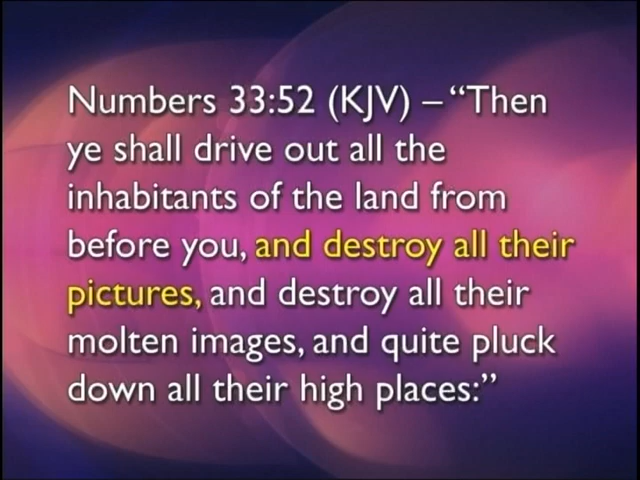 Numbers 33:52 (KJV) – “Then
ye shall drive out all the
inhabitants of the land from
before you, and destroy all their
pictures, and destroy all their
molten images, and quite pluck
down all their high places:”